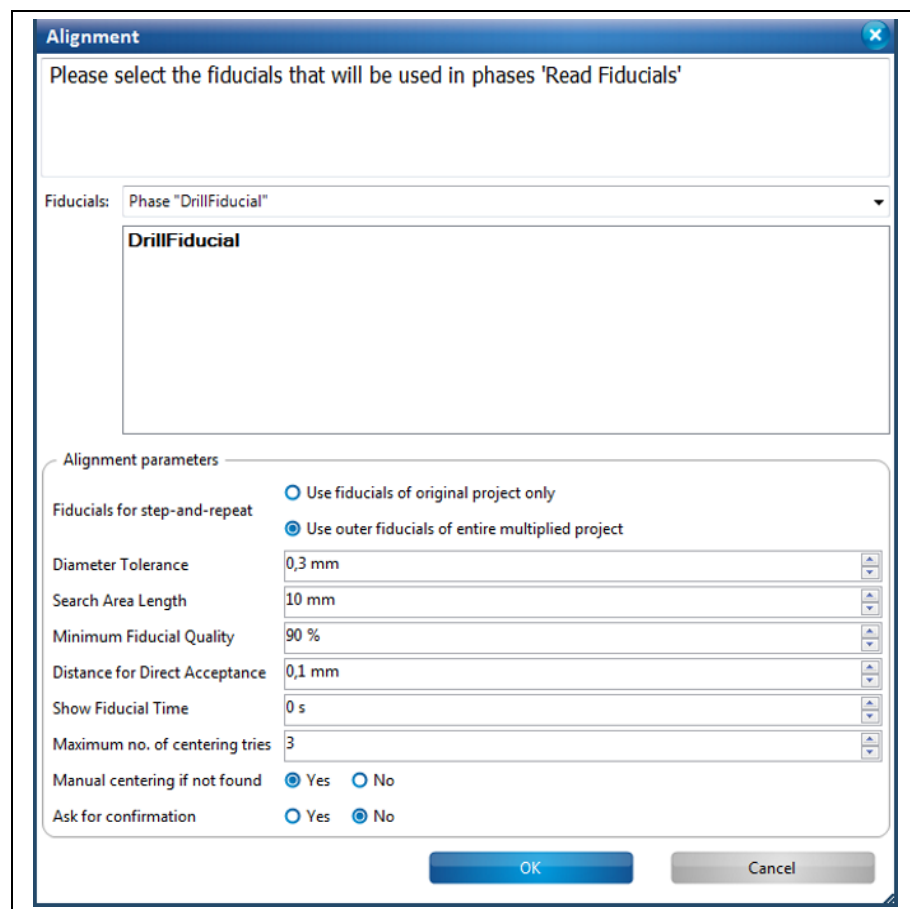 Alignment
Please select the fiducials that will be used in phases 'Read Fiducials'
Fiducials: Phase "DrillFiducial"
DrillFiducial
Alignment parameters
Fiducials for step-and-repeat
Use fiducials of original project only
Use outer fiducials of entire multiplied project
Diameter Tolerance 0,3 mm
Search Area Length 10 mm
Minimum Fiducial Quality 90 %
Distance for Direct Acceptance 0,1 mm
Show Fiducial Time 0 s
Maximum no. of centering tries 3
Manual centering if not found Yes No
Ask for confirmation Yes No
OK Cancel